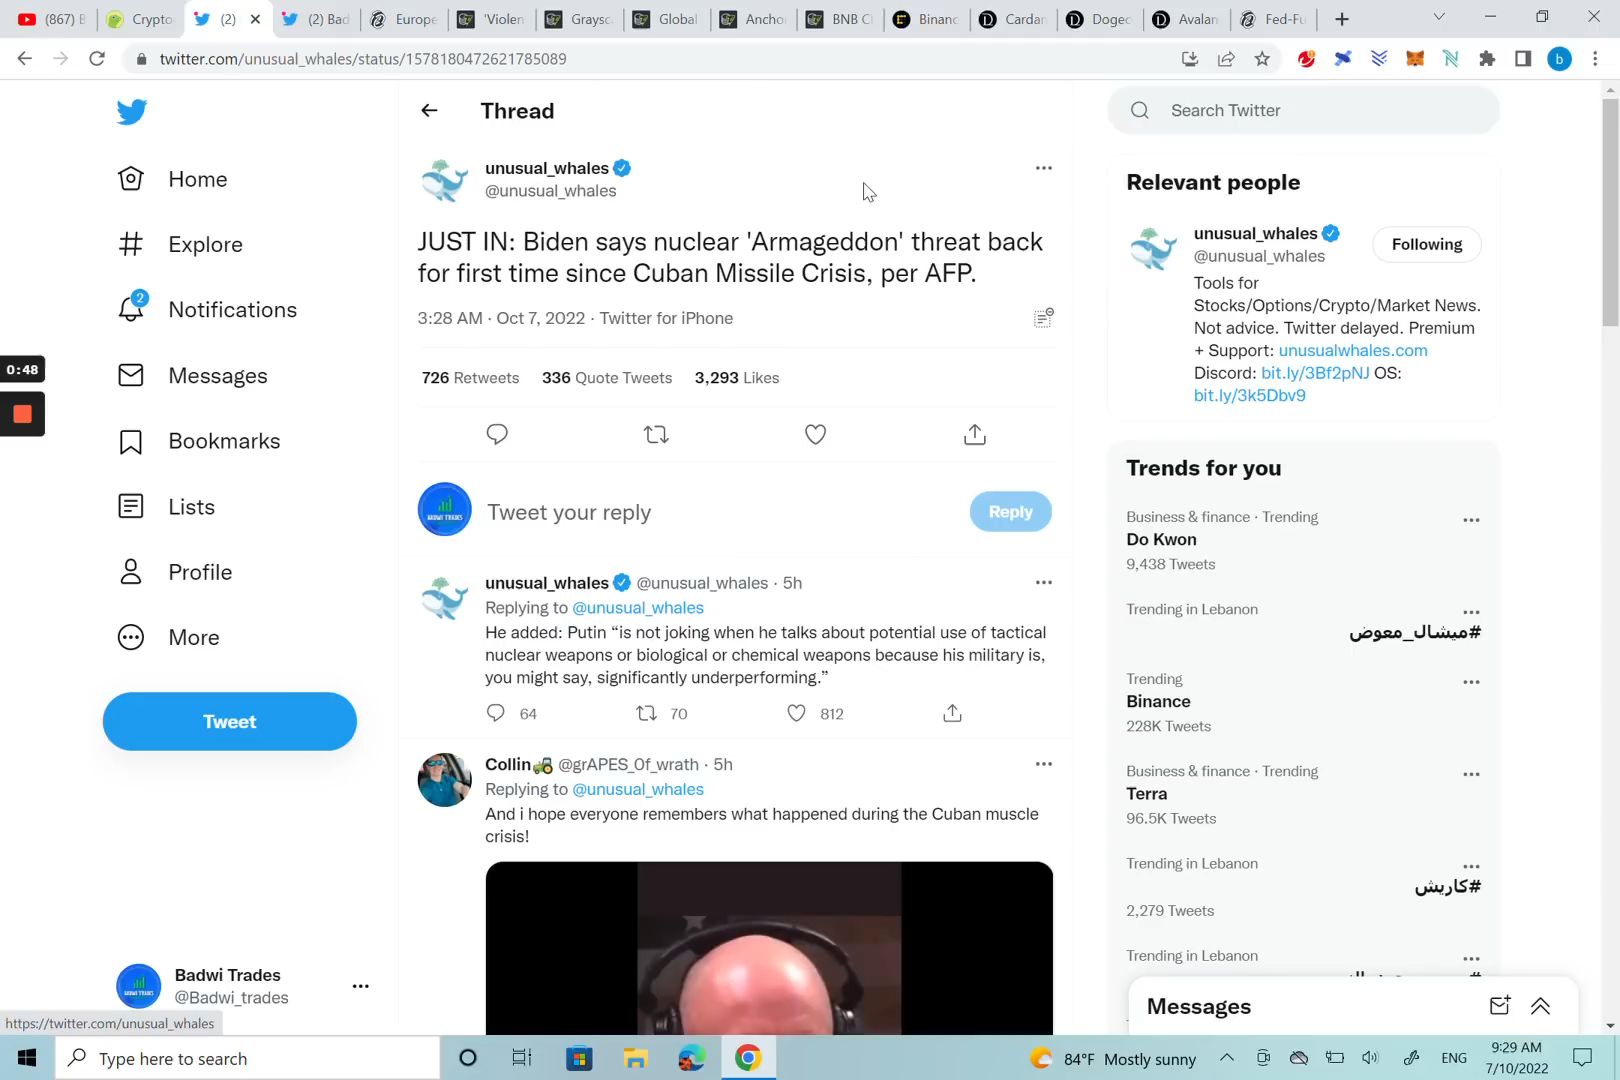 (867) B
Crypto
(2)
(2) Bad
Europe
'Violen
Graysc
Global
Ancho
BNB C
Binanc
Cardan
Dogec
Avalan
Fed-Fu
twitter.com/unusual_whales/status/1578180472621785089
b
Home
Explore
2
Notifications
Messages
0:48
Bookmarks
Lists
Profile
More
Tweet
Badwi Trades
@Badwi_trades
https://twitter.com/unusual_whales
Thread
unusual_whales
@unusual_whales
JUST IN: Biden says nuclear 'Armageddon' threat back
for first time since Cuban Missile Crisis, per AFP.
3:28 AM · Oct 7, 2022 · Twitter for iPhone
726 Retweets 336 Quote Tweets 3,293 Likes
BADWI TRADES
Tweet your reply
Reply
unusual_whales @unusual_whales · 5h
Replying to @unusual_whales
He added: Putin “is not joking when he talks about potential use of tactical
nuclear weapons or biological or chemical weapons because his military is,
you might say, significantly underperforming.”
64 70 812
Collin @grAPES_0f_wrath · 5h
Replying to @unusual_whales
And i hope everyone remembers what happened during the Cuban muscle
crisis!
Search Twitter
Relevant people
unusual_whales
@unusual_whales
Following
Tools for
Stocks/Options/Crypto/Market News.
Not advice. Twitter delayed. Premium
+ Support: unusualwhales.com
Discord: bit.ly/3Bf2pNJ OS:
bit.ly/3k5Dbv9
Trends for you
Business & finance · Trending
Do Kwon
9,438 Tweets
Trending in Lebanon
#ميشال_معوض
Trending
Binance
228K Tweets
Business & finance · Trending
Terra
96.5K Tweets
Trending in Lebanon
#كاريش
2,279 Tweets
Trending in Lebanon
Messages
Type here to search
84°F Mostly sunny
ENG
9:29 AM
7/10/2022